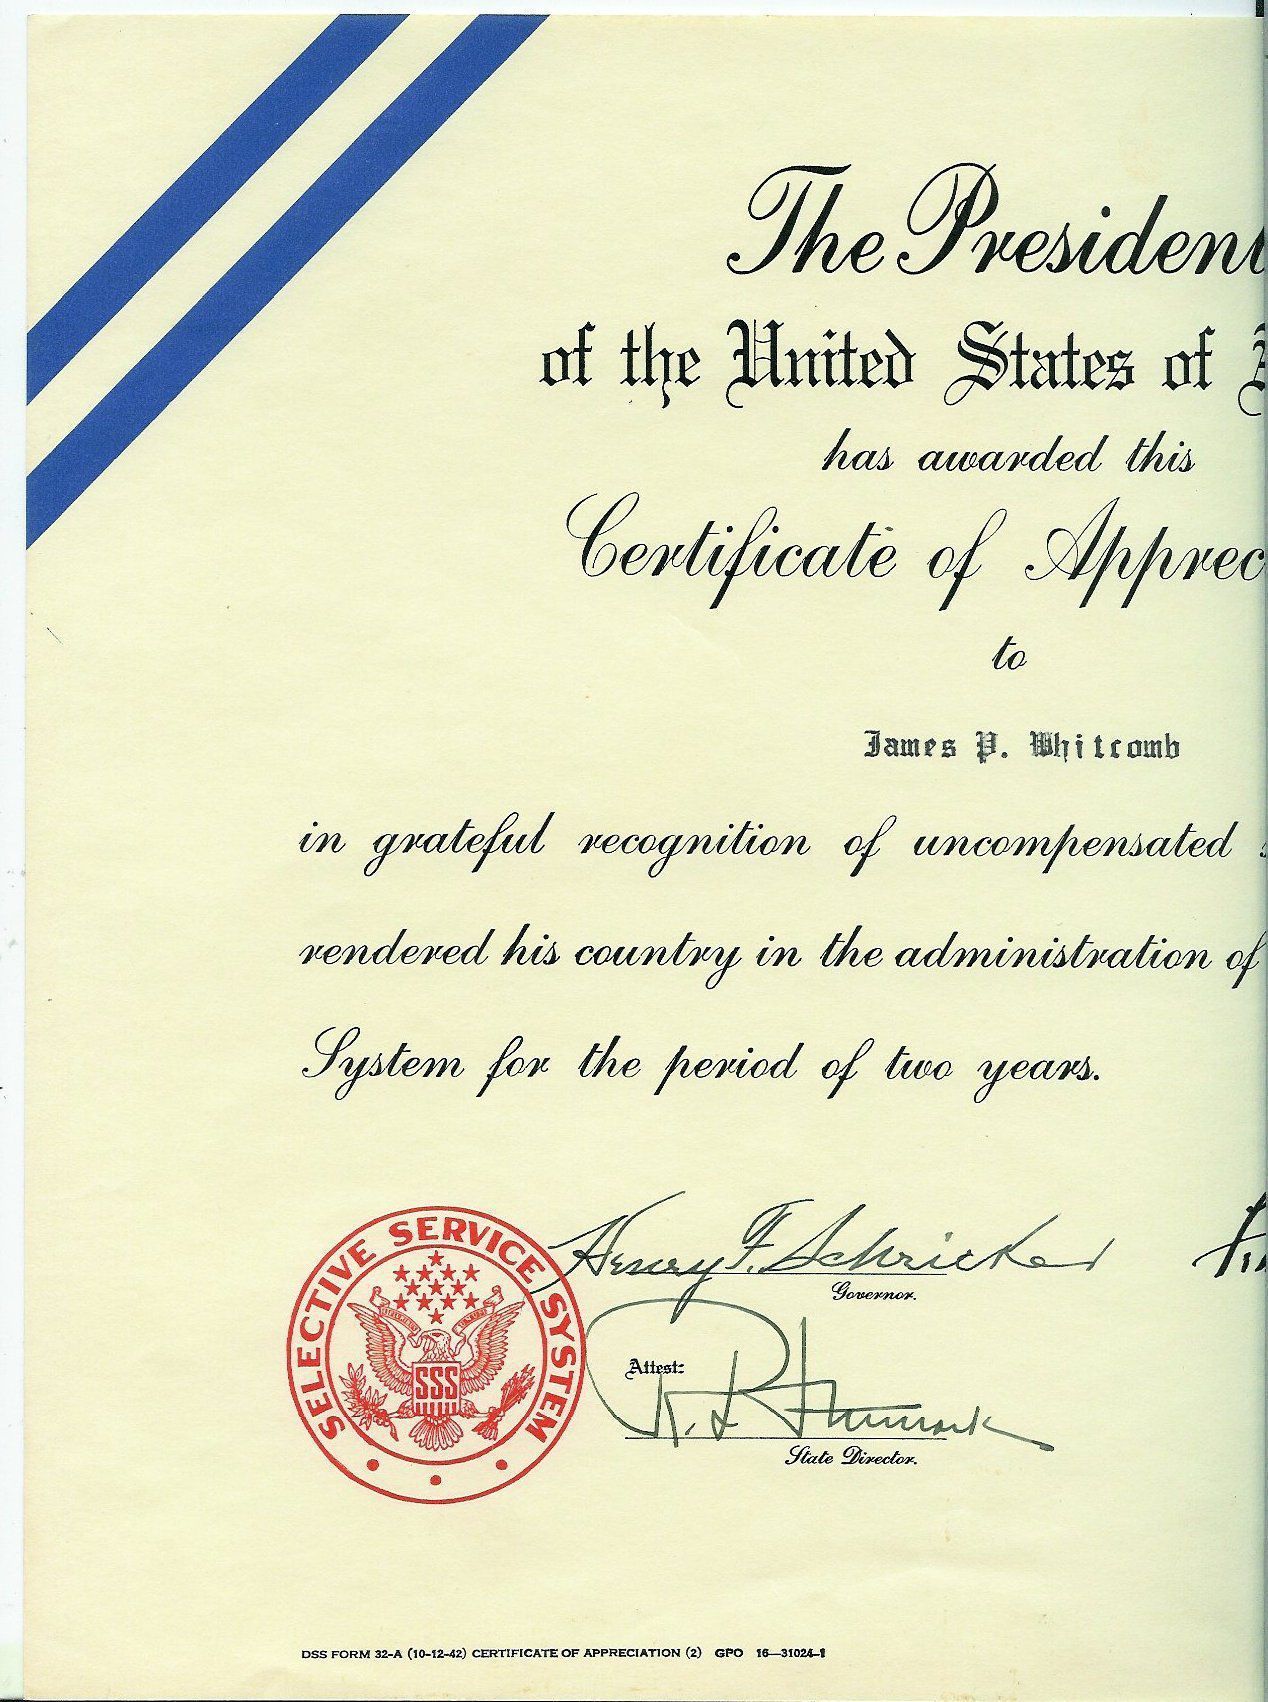 The President
of the United States of
has awarded this
Certificate of Apprec
to
James P. Whitcomb
in grateful recognition of uncompensated
rendered his country in the administration of
System for the period of two years.
SELECTIVE SERVICE SYSTEM
SSS
Henry F. Schricker
Governor.
Attest:
State Director.
DSS FORM 32-A (10-12-42) CERTIFICATE OF APPRECIATION (2) GPO 16—31024-1